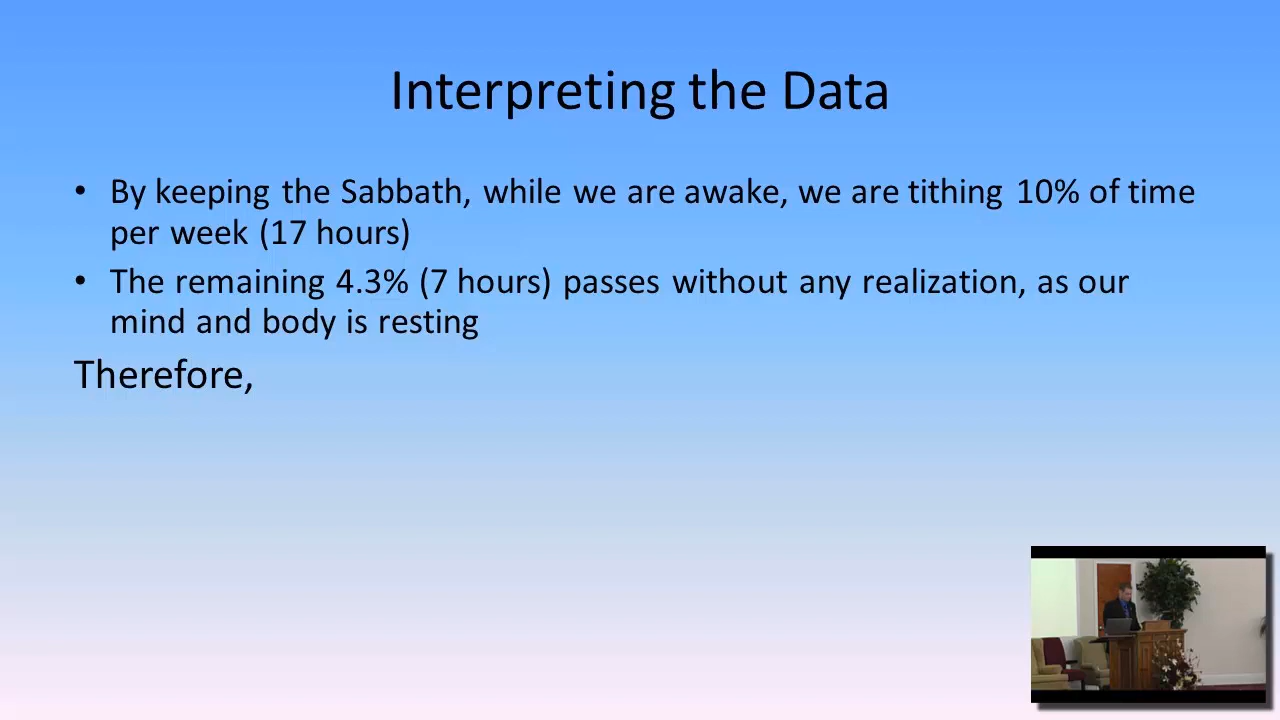 Interpreting the Data
• By keeping the Sabbath, while we are awake, we are tithing 10% of time
per week (17 hours)
• The remaining 4.3% (7 hours) passes without any realization, as our
mind and body is resting
Therefore,